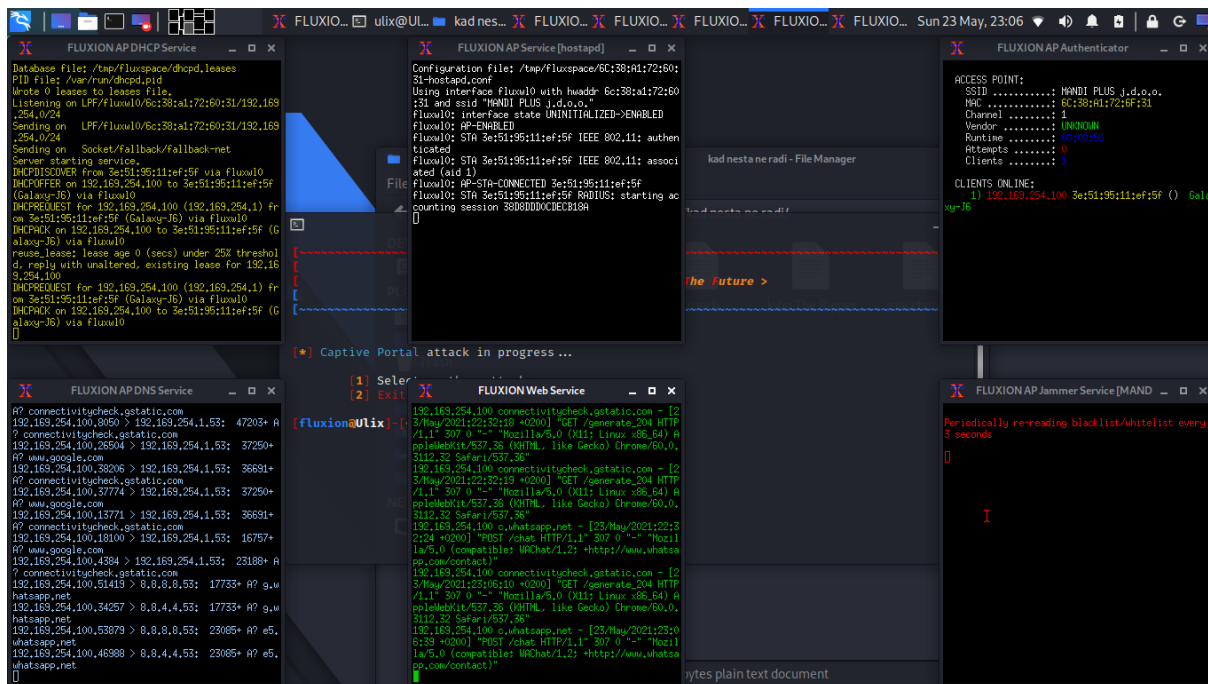 FLUXIO...
ulix@Ul...
kad nes...
FLUXIO...
FLUXIO...
FLUXIO...
FLUXIO...
FLUXIO...
Sun 23 May, 23:06
FLUXION AP DHCP Service
Database file: /tmp/fluxspace/dhcpd.leases
PID file: /var/run/dhcpd.pid
Wrote 0 leases to leases file.
Listening on LPF/fluxwl0/6c:38:a1:72:60:31/192.169
.254.0/24
Sending on   LPF/fluxwl0/6c:38:a1:72:60:31/192.169
.254.0/24
Sending on   Socket/fallback/fallback-net
Server starting service.
DHCPDISCOVER from 3e:51:95:11:ef:5f via fluxwl0
DHCPOFFER on 192.169.254.100 to 3e:51:95:11:ef:5f
(Galaxy-J6) via fluxwl0
DHCPREQUEST for 192.169.254.100 (192.169.254.1) fr
om 3e:51:95:11:ef:5f (Galaxy-J6) via fluxwl0
DHCPACK on 192.169.254.100 to 3e:51:95:11:ef:5f (G
alaxy-J6) via fluxwl0
reuse_lease: lease age 0 (secs) under 25% threshol
d, reply with unaltered, existing lease for 192.16
9.254.100
DHCPREQUEST for 192.169.254.100 (192.169.254.1) fr
om 3e:51:95:11:ef:5f (Galaxy-J6) via fluxwl0
DHCPACK on 192.169.254.100 to 3e:51:95:11:ef:5f (G
alaxy-J6) via fluxwl0
FLUXION AP Service [hostapd]
Configuration file: /tmp/fluxspace/6C:38:A1:72:60:
31-hostapd.conf
Using interface fluxwl0 with hwaddr 6c:38:a1:72:60
:31 and ssid "MANDI PLUS j.d.o.o."
fluxwl0: interface state UNINITIALIZED->ENABLED
fluxwl0: AP-ENABLED
fluxwl0: STA 3e:51:95:11:ef:5f IEEE 802.11: authen
ticated
fluxwl0: STA 3e:51:95:11:ef:5f IEEE 802.11: associ
ated (aid 1)
fluxwl0: AP-STA-CONNECTED 3e:51:95:11:ef:5f
fluxwl0: STA 3e:51:95:11:ef:5f RADIUS: starting ac
counting session 38D8DDD0CDECB18A
FLUXION AP Authenticator
ACCESS POINT:
SSID ...........: MANDI PLUS j.d.o.o.
MAC ............: 6C:38:A1:72:6F:31
Channel ........: 1
Vendor .........: UNKNOWN
Runtime ........:
Attempts .......: 0
Clients ........: 1
CLIENTS ONLINE:
1) 192.169.254.100 3e:51:95:11:ef:5f () Gala
xy-J6
kad nesta ne radi - File Manager
File
The Future >
[*] Captive Portal attack in progress...
[1] Selec
[2] Exit
[fluxion@Ulix]-[
FLUXION AP DNS Service
A? connectivitycheck.gstatic.com
192.169.254.100.8050 > 192.169.254.1.53:  47203+ A
? connectivitycheck.gstatic.com
192.169.254.100.26504 > 192.169.254.1.53:  37250+
A? www.google.com
192.169.254.100.38206 > 192.169.254.1.53:  36691+
A? connectivitycheck.gstatic.com
192.169.254.100.37774 > 192.169.254.1.53:  37250+
A? www.google.com
192.169.254.100.13771 > 192.169.254.1.53:  36691+
A? connectivitycheck.gstatic.com
192.169.254.100.18100 > 192.169.254.1.53:  16757+
A? www.google.com
192.169.254.100.4384 > 192.169.254.1.53:  23188+ A
? connectivitycheck.gstatic.com
192.169.254.100.51419 > 8.8.8.8.53:  17733+ A? g.w
hatsapp.net
192.169.254.100.34257 > 8.8.4.4.53:  17733+ A? g.w
hatsapp.net
192.169.254.100.53879 > 8.8.8.8.53:  23085+ A? e5.
whatsapp.net
192.169.254.100.46988 > 8.8.4.4.53:  23085+ A? e5.
whatsapp.net
FLUXION Web Service
192.169.254.100 connectivitycheck.gstatic.com - [2
3/May/2021:22:32:18 +0200] "GET /generate_204 HTTP
/1.1" 307 0 "-" "Mozilla/5.0 (X11; Linux x86_64) A
ppleWebKit/537.36 (KHTML, like Gecko) Chrome/60.0.
3112.32 Safari/537.36"
192.169.254.100 connectivitycheck.gstatic.com - [2
3/May/2021:22:32:19 +0200] "GET /generate_204 HTTP
/1.1" 307 0 "-" "Mozilla/5.0 (X11; Linux x86_64) A
ppleWebKit/537.36 (KHTML, like Gecko) Chrome/60.0.
3112.32 Safari/537.36"
192.169.254.100 c.whatsapp.net - [23/May/2021:22:3
2:24 +0200] "POST /chat HTTP/1.1" 307 0 "-" "Mozil
la/5.0 (compatible; WAChat/1.2; +http://www.whatsa
pp.com/contact)"
192.169.254.100 connectivitycheck.gstatic.com - [2
3/May/2021:23:06:10 +0200] "GET /generate_204 HTTP
/1.1" 307 0 "-" "Mozilla/5.0 (X11; Linux x86_64) A
ppleWebKit/537.36 (KHTML, like Gecko) Chrome/60.0.
3112.32 Safari/537.36"
192.169.254.100 c.whatsapp.net - [23/May/2021:23:0
6:39 +0200] "POST /chat HTTP/1.1" 307 0 "-" "Mozil
la/5.0 (compatible; WAChat/1.2; +http://www.whatsa
pp.com/contact)"
FLUXION AP Jammer Service [MAND
Periodically re-reading blacklist/whitelist every
3 seconds
bytes plain text document